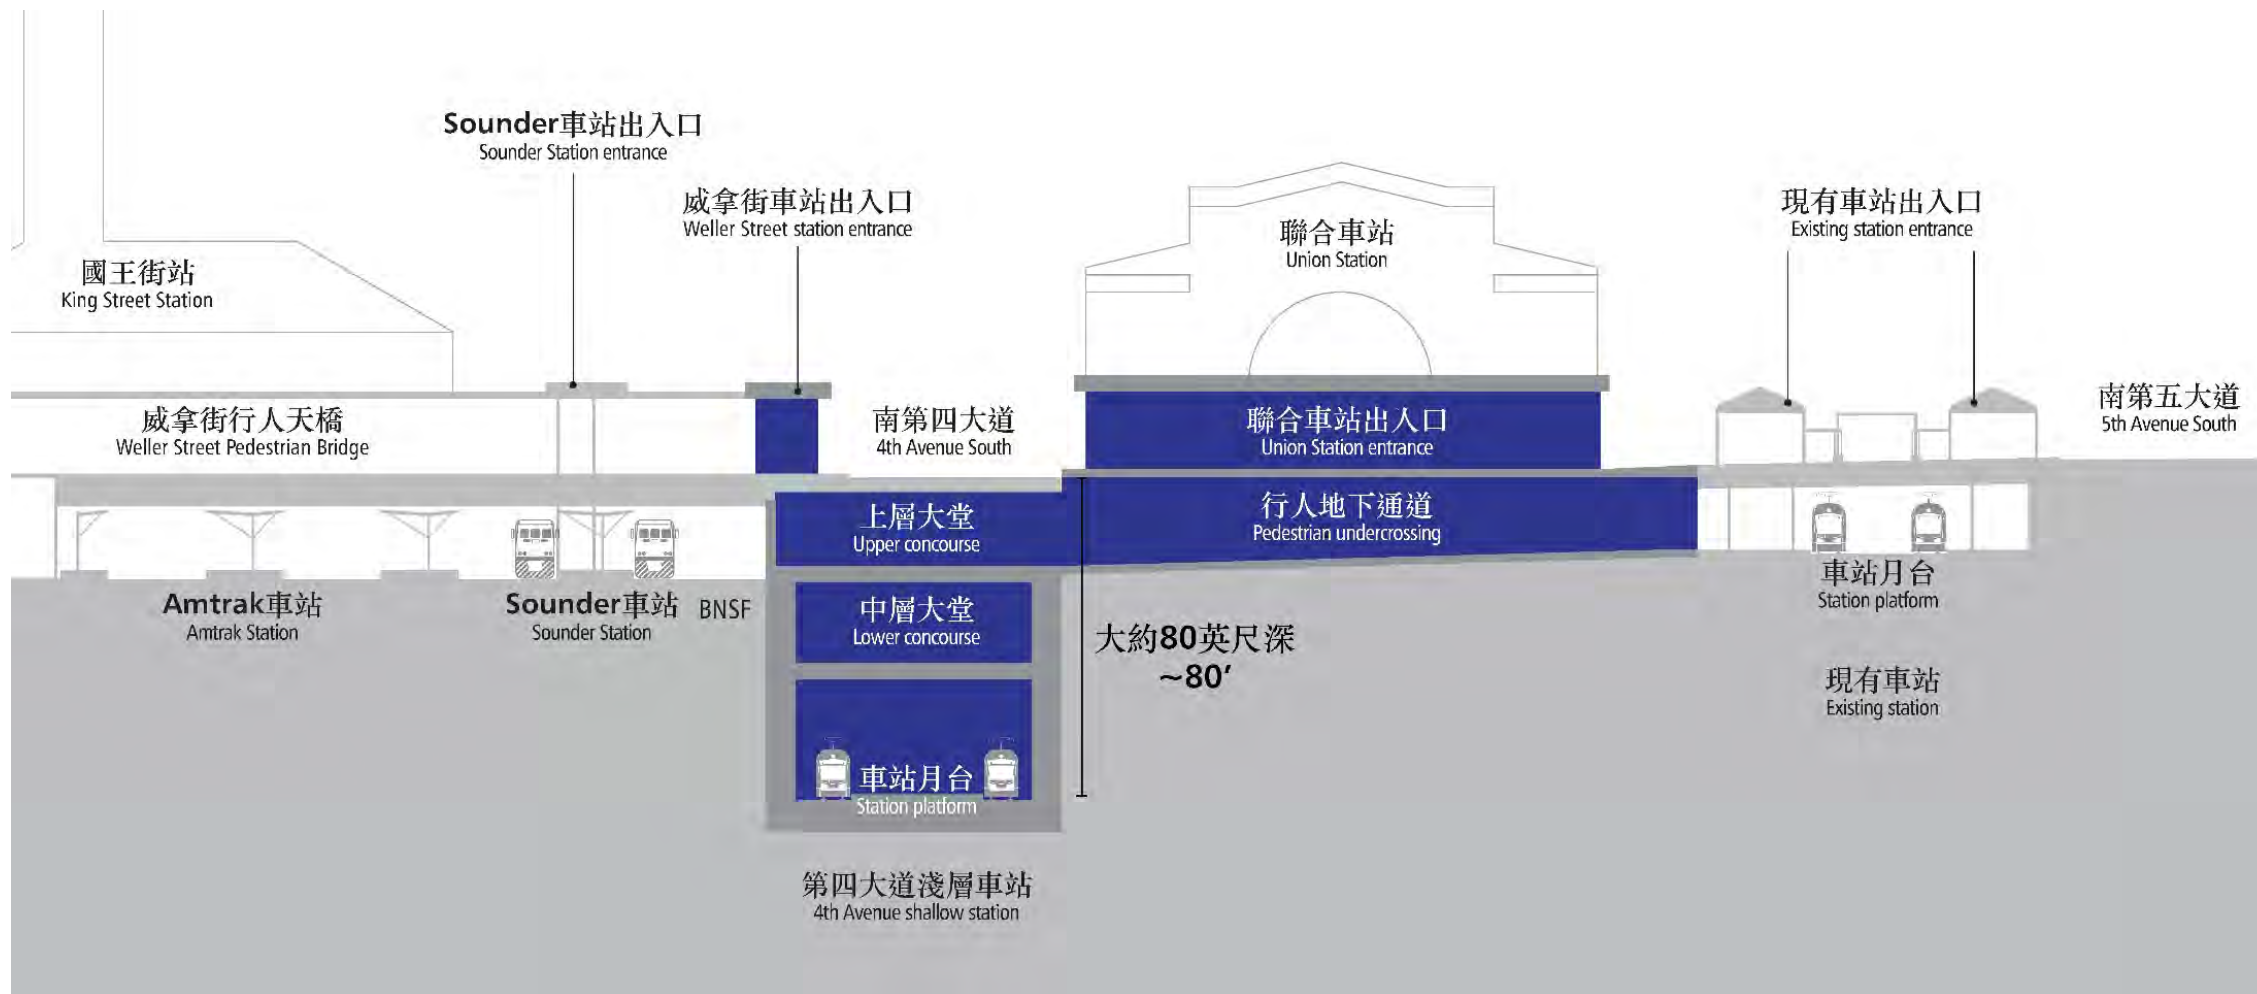 Sounder車站出入口
Sounder Station entrance
威拿街車站出入口
Weller Street station entrance
現有車站出入口
Existing station entrance
聯合車站
Union Station
國王街站
King Street Station
南第五大道
5th Avenue South
威拿街行人天橋
Weller Street Pedestrian Bridge
南第四大道
4th Avenue South
聯合車站出入口
Union Station entrance
上層大堂
Upper concourse
行人地下通道
Pedestrian undercrossing
車站月台
Station platform
Amtrak車站
Amtrak Station
Sounder車站
Sounder Station
BNSF
中層大堂
Lower concourse
大約80英尺深
~80’
現有車站
Existing station
車站月台
Station platform
第四大道淺層車站
4th Avenue shallow station